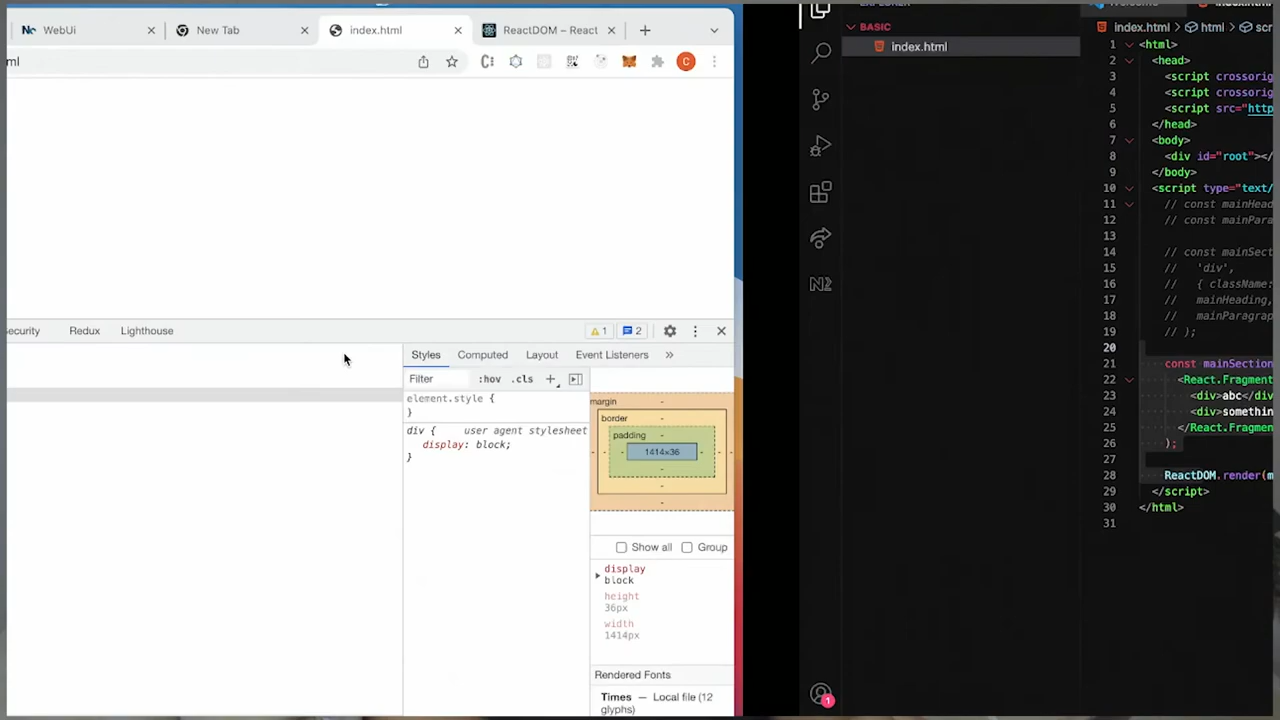 WebUi
New Tab
index.html
ReactDOM – React
ml
C
ecurity
Redux
Lighthouse
1
2
Styles
Computed
Layout
Event Listeners
Filter
:hov
.cls
element.style {
}
div {
user agent stylesheet
display: block;
}
margin
-
border
-
padding
-
1414×36
Show all
Group
display
block
height
36px
width
1414px
Rendered Fonts
Times — Local file (12
glyphs)
BASIC
index.html
1
index.html
html
scr
1 <html>
2 <head>
3 <script crossorig
4 <script crossorig
5 <script src="http
6 </head>
7 <body>
8 <div id="root"></
9 </body>
10 <script type="text/
11 // const mainHead
12 // const mainPara
13
14 // const mainSect
15 // 'div',
16 // { className:
17 // mainHeading,
18 // mainParagrap
19 // );
20
21 const mainSection
22 <React.Fragment
23 <div>abc</div
24 <div>somethin
25 </React.Fragm
26 );
27
28 ReactDOM.render(m
29 </script>
30 </html>
31